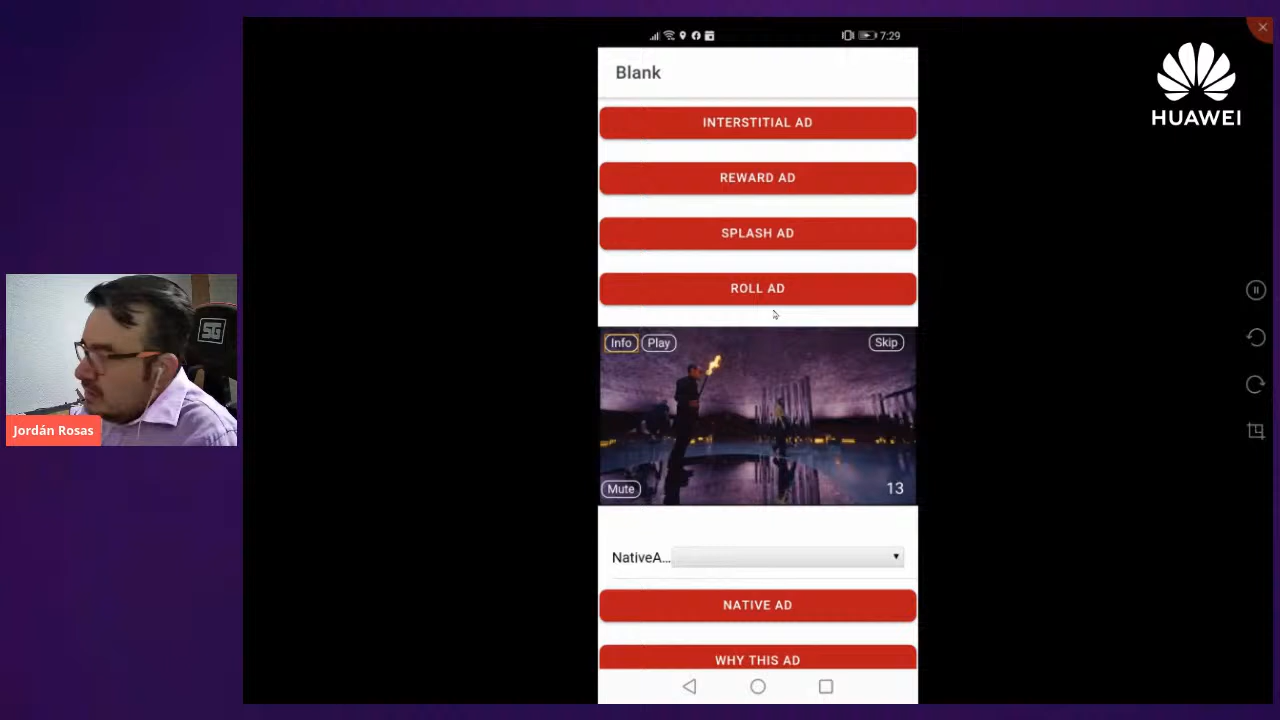 7:29
Blank
HUAWEI
INTERSTITIAL AD
REWARD AD
SPLASH AD
ROLL AD
Info
Play
Skip
SG
Jordán Rosas
Mute
13
NativeA...
NATIVE AD
WHY THIS AD